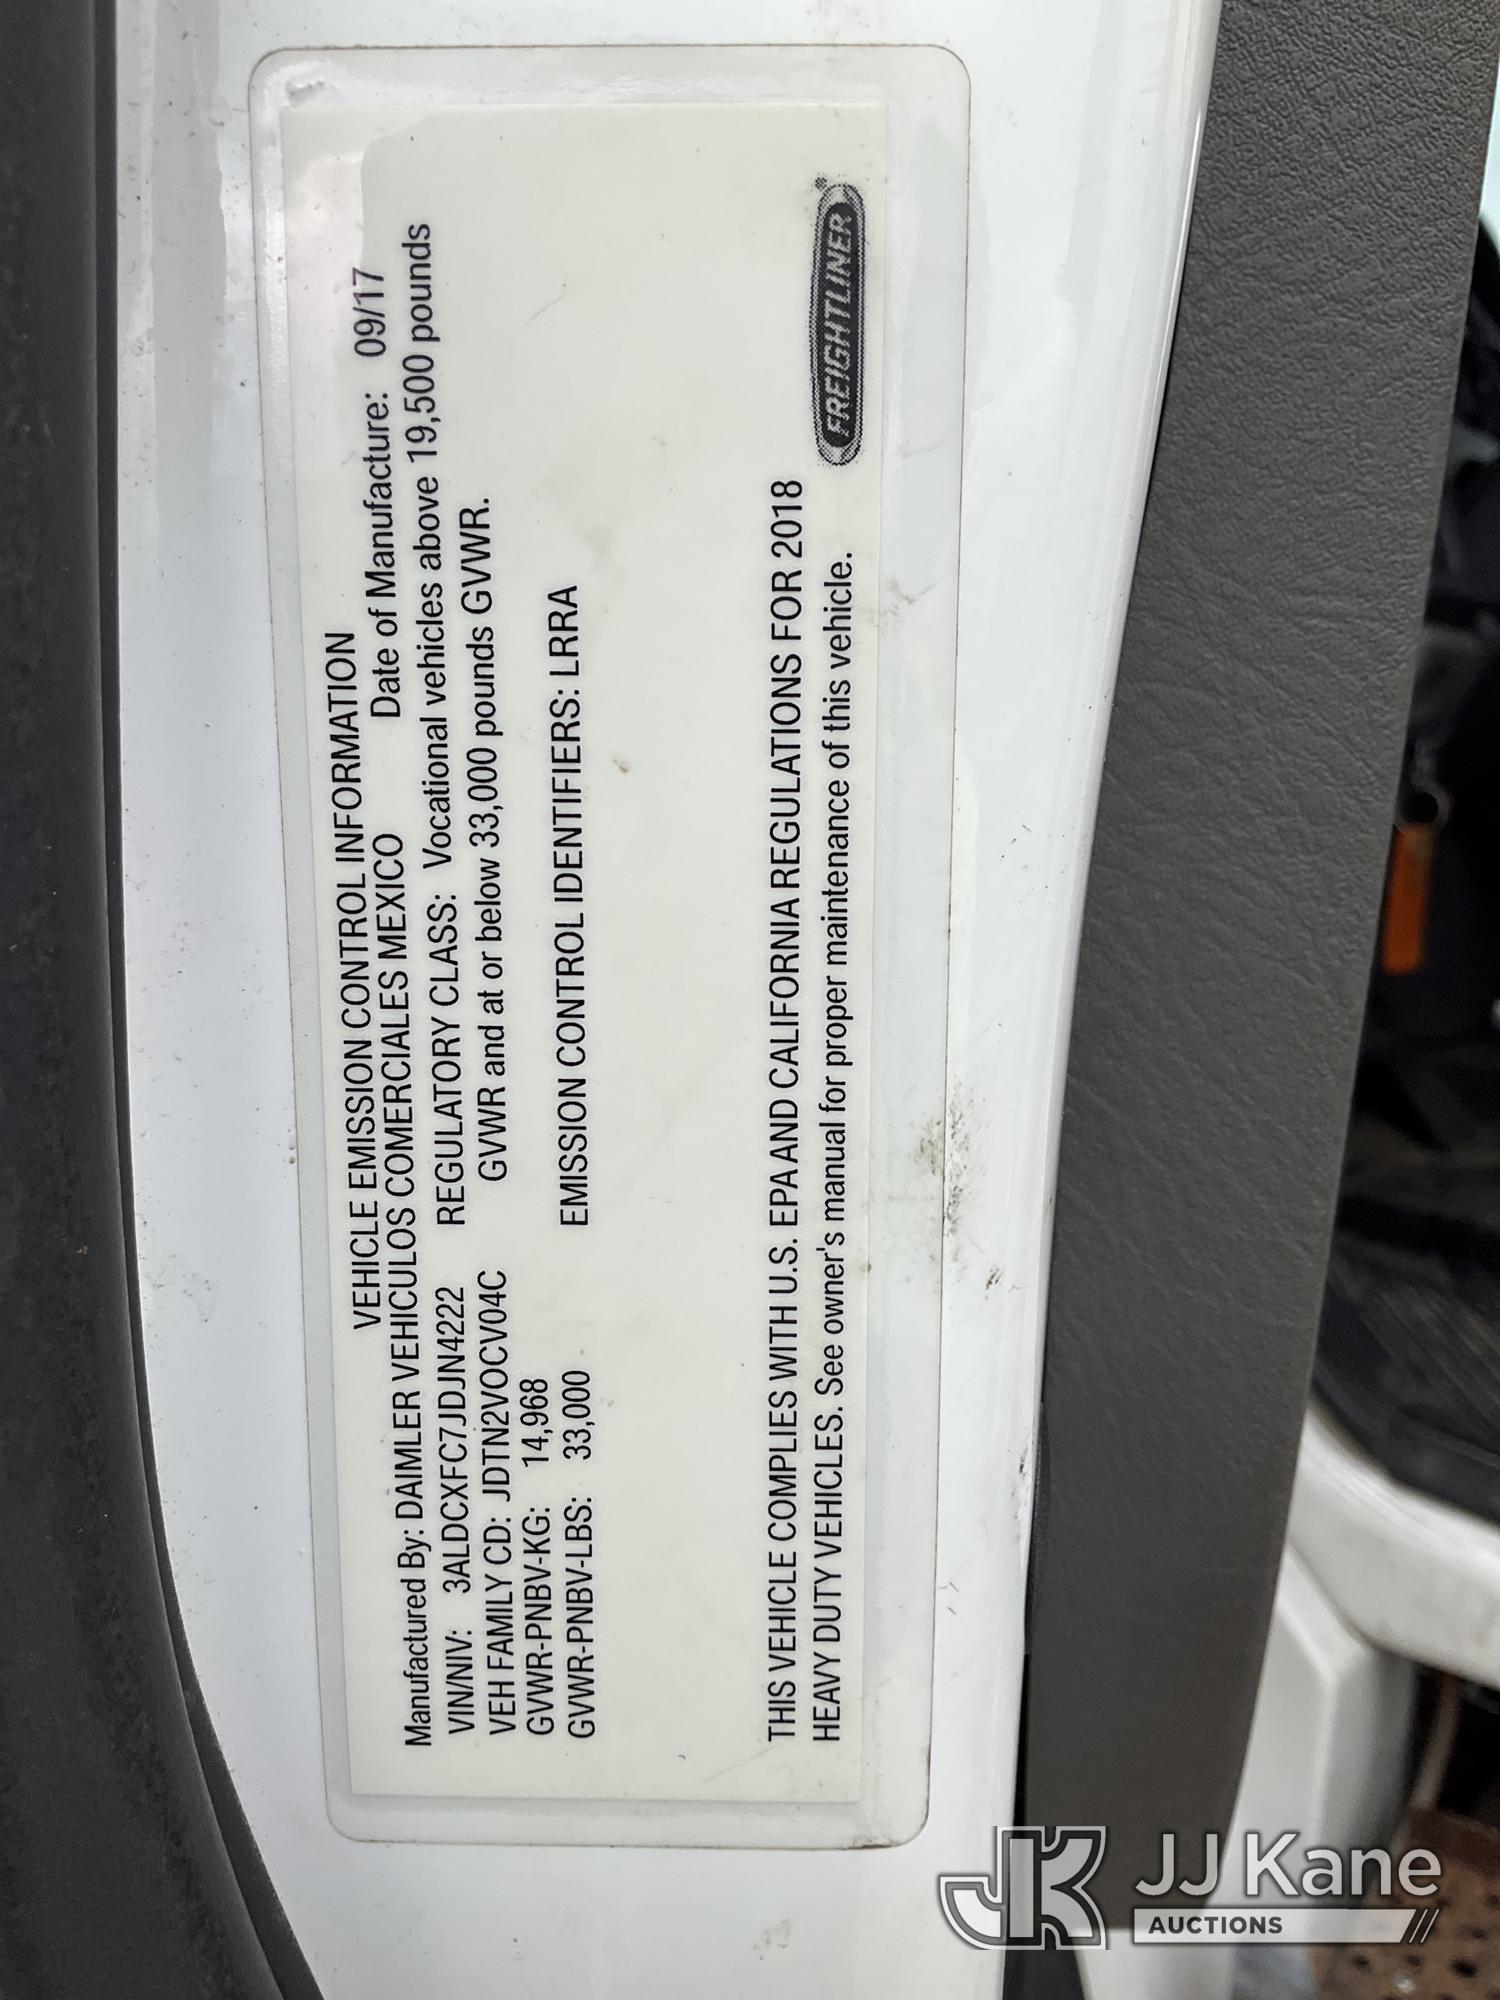 VEHICLE EMISSION CONTROL INFORMATION
Manufactured By: DAIMLER VEHICULOS COMERCIALES MEXICO Date of Manufacture: 09/17
VIN/NIV: 3ALDCXFC7JDJN4222 REGULATORY CLASS: Vocational vehicles above 19,500 pounds
VEH FAMILY CD: JDTN2VOCV04C GVWR and at or below 33,000 pounds GVWR.
GVWR-PNBV-KG: 14,968
GVWR-PNBV-LBS: 33,000 EMISSION CONTROL IDENTIFIERS: LRRA
THIS VEHICLE COMPLIES WITH U.S. EPA AND CALIFORNIA REGULATIONS FOR 2018
HEAVY DUTY VEHICLES. See owner's manual for proper maintenance of this vehicle.
FREIGHTLINER
JK JJ Kane
AUCTIONS